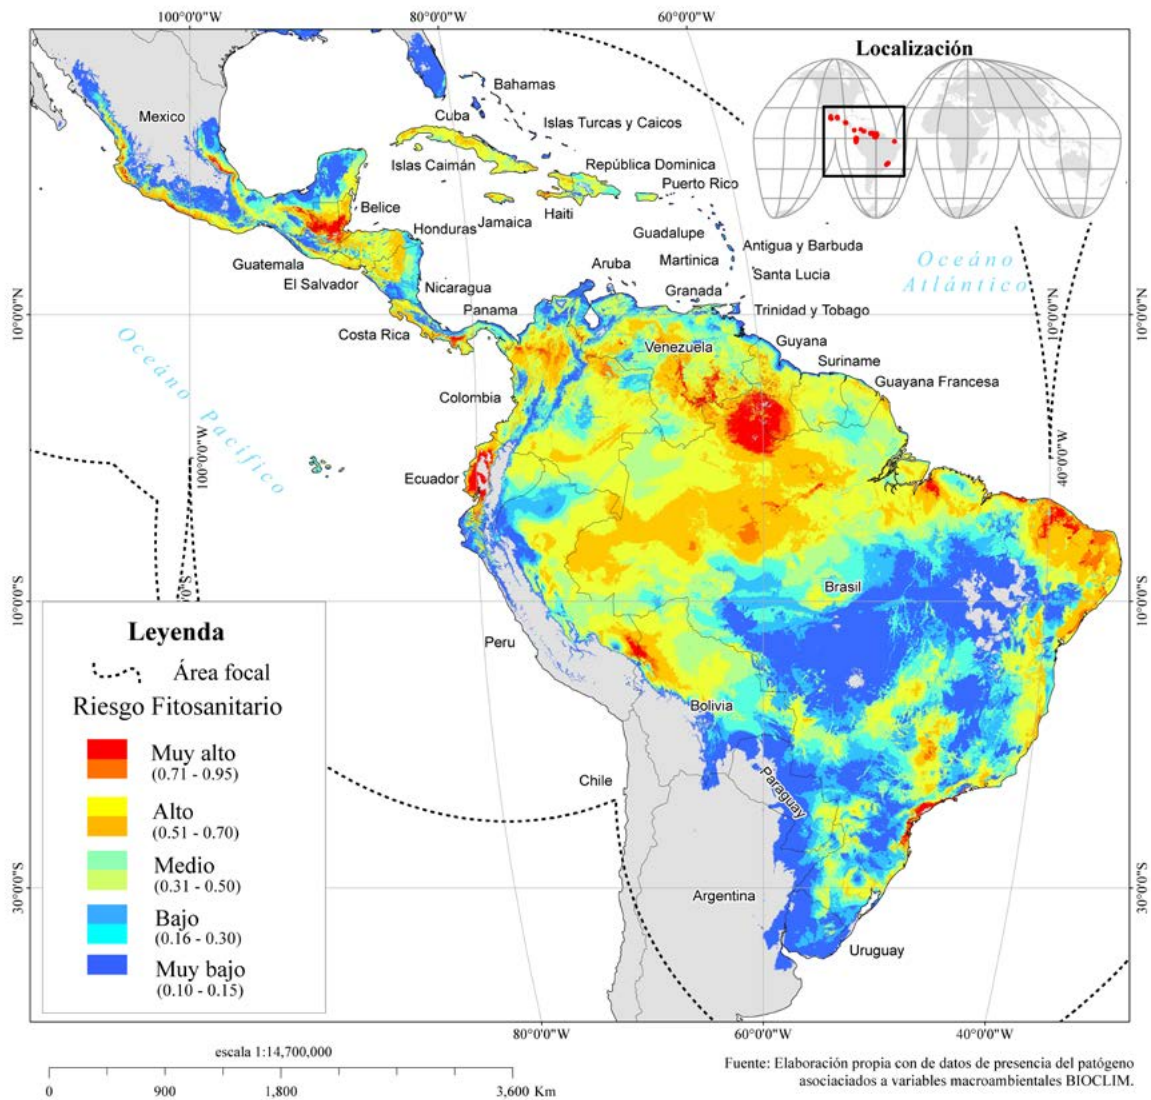 100°0'0"W
80°0'0"W
60°0'0"W
Localización
Bahamas
Mexico
Cuba
Islas Turcas y Caicos
Islas Caimán
República Dominica
Puerto Rico
Belice
Jamaica
Haiti
Honduras
Guadalupe
Antigua y Barbuda
Guatemala
Martinica
Oceáno
Atlántico
El Salvador
Aruba
Santa Lucia
Nicaragua
Granada
Panama
Trinidad y Tobago
10°0'0"N
10°0'0"N
10°0'0"N
Costa Rica
Venezuela
Guyana
Oceáno Pacífico
Suriname
Colombia
Guayana Francesa
100°0'0"W
40°0'0"W
Ecuador
Brasil
10°0'0"S
10°0'0"S
Peru
Bolivia
Chile
Paraguay
30°0'0"S
30°0'0"S
Argentina
Uruguay
Leyenda
Área focal
Riesgo Fitosanitario
Muy alto
(0.71 - 0.95)
Alto
(0.51 - 0.70)
Medio
(0.31 - 0.50)
Bajo
(0.16 - 0.30)
Muy bajo
(0.10 - 0.15)
80°0'0"W
60°0'0"W
40°0'0"W
escala 1:14,700,000
0 900 1,800 3,600 Km
Fuente: Elaboración propia con de datos de presencia del patógeno
asociaciados a variables macroambientales BIOCLIM.